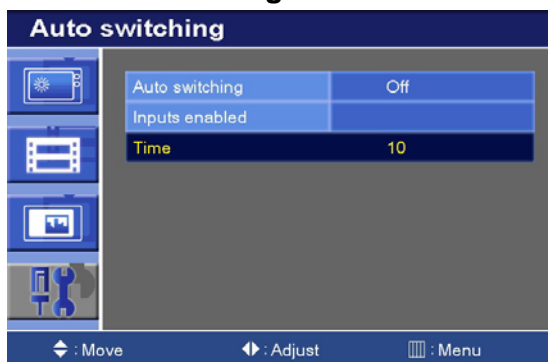 Auto switching
Auto switching Off
Inputs enabled
Time 10
: Move : Adjust : Menu